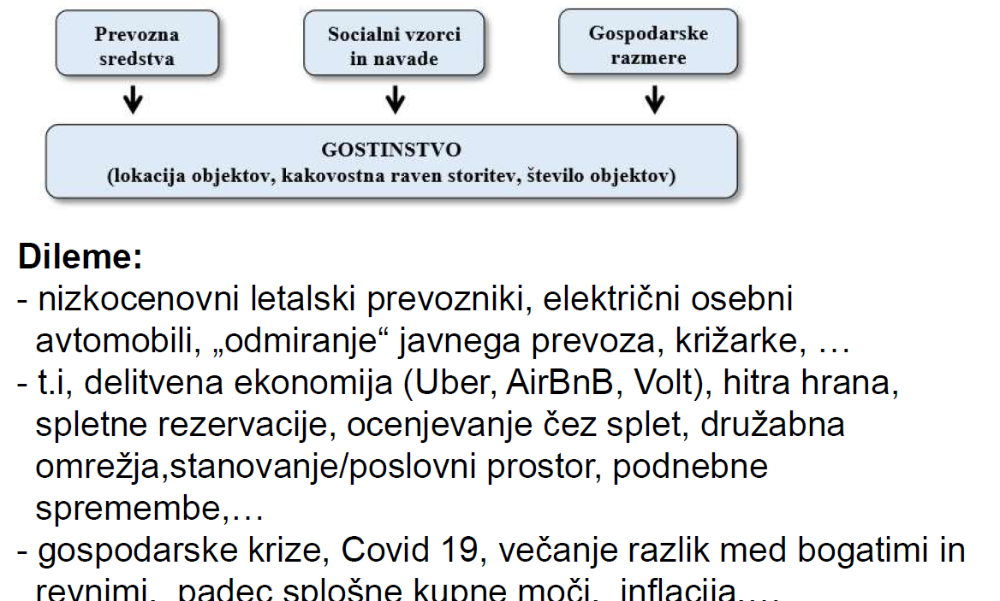 Prevozna
sredstva
Socialni vzorci
in navade
Gospodarske
razmere
GOSTINSTVO
(lokacija objektov, kakovostna raven storitev, število objektov)
Dileme:
- nizkocenovni letalski prevozniki, električni osebni
avtomobili, „odmiranje“ javnega prevoza, križarke, …
- t.i, delitvena ekonomija (Uber, AirBnB, Volt), hitra hrana,
spletne rezervacije, ocenjevanje čez splet, družabna
omrežja,stanovanje/poslovni prostor, podnebne
spremembe,…
- gospodarske krize, Covid 19, večanje razlik med bogatimi in
revnimi, padec splošne kupne moči, inflacija,…